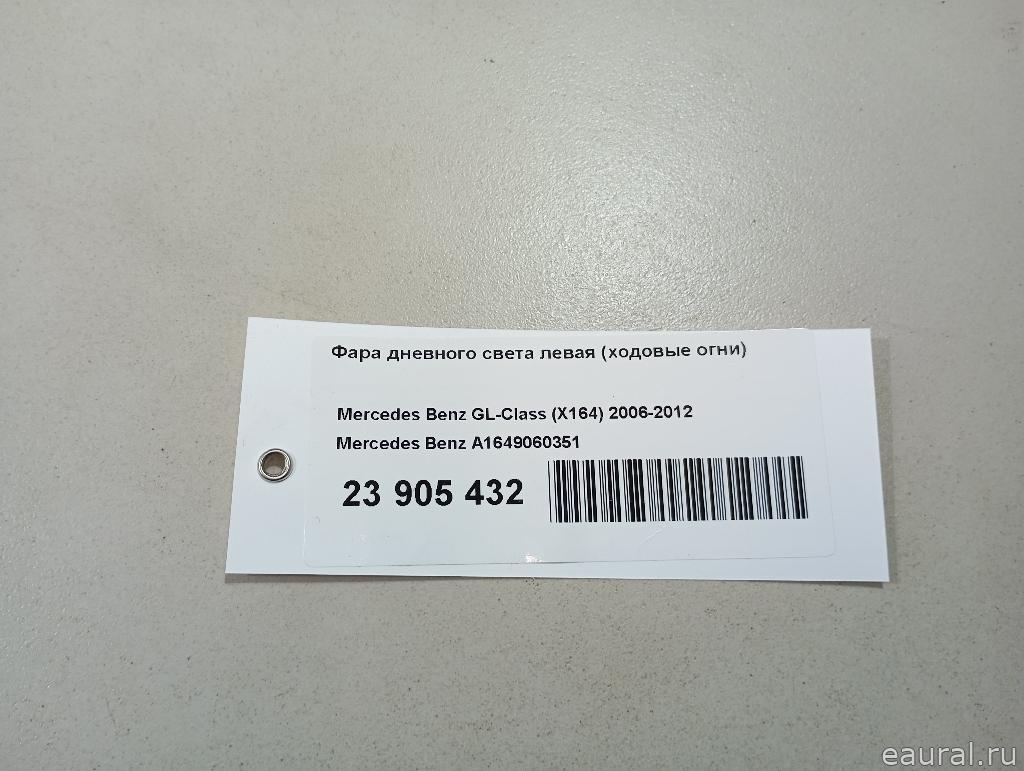 Фара дневного света левая (ходовые огни)
Mercedes Benz GL-Class (X164) 2006-2012
Mercedes Benz A1649060351
23 905 432
eaural.ru